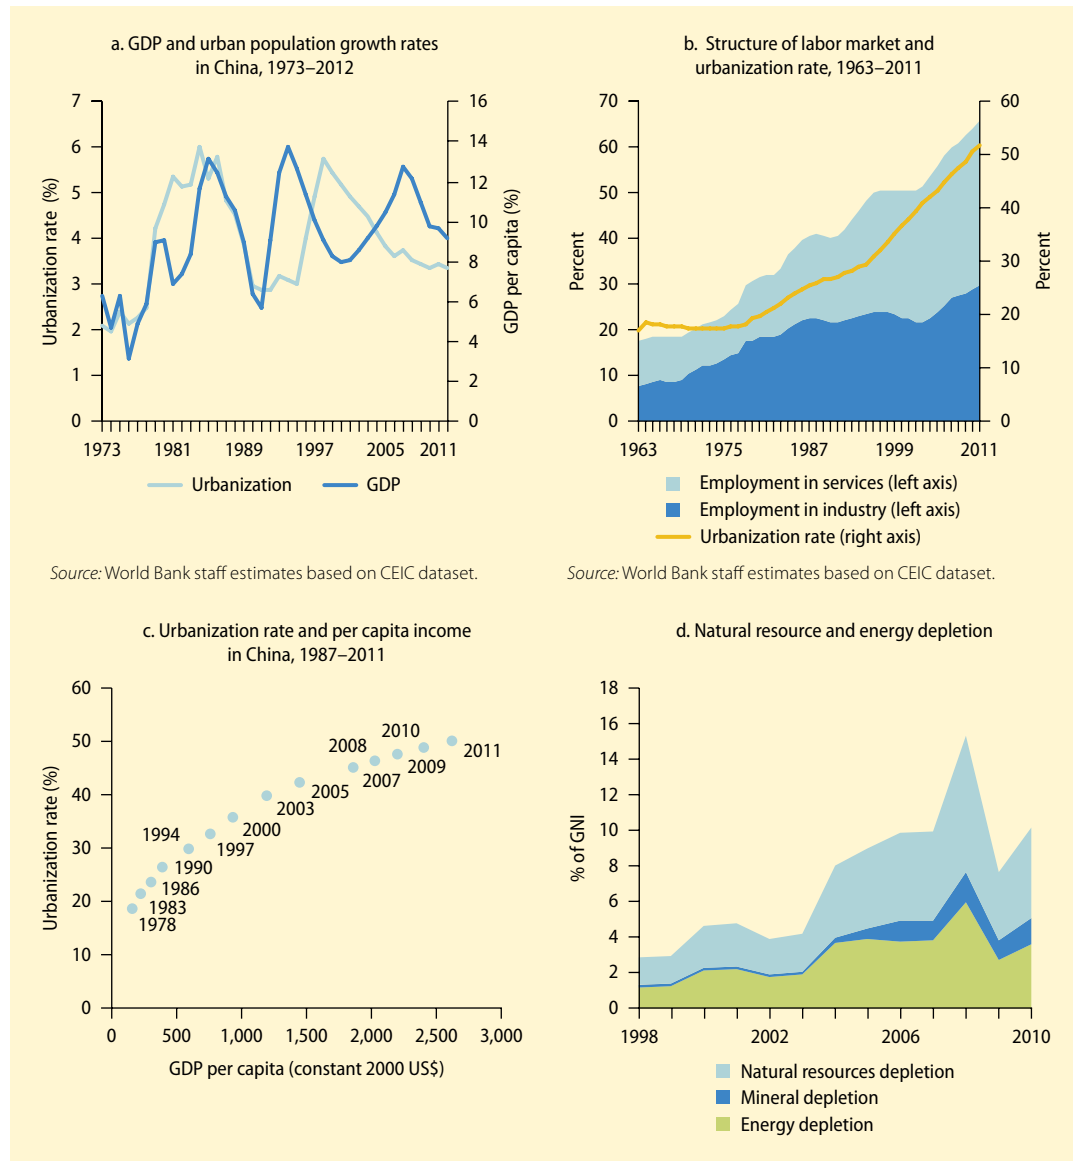 a. GDP and urban population growth rates
in China, 1973–2012
7
6
5
4
3
2
1
0
Urbanization rate (%)
16
14
12
10
8
6
4
2
0
GDP per capita (%)
1973 1981 1989 1997 2005 2011
Urbanization GDP
Source: World Bank staff estimates based on CEIC dataset.
b. Structure of labor market and
urbanization rate, 1963–2011
70
60
50
40
30
20
10
0
Percent
60
50
40
30
20
10
0
Percent
1963 1975 1987 1999 2011
Employment in services (left axis)
Employment in industry (left axis)
Urbanization rate (right axis)
Source: World Bank staff estimates based on CEIC dataset.
c. Urbanization rate and per capita income
in China, 1987–2011
60
50
40
30
20
10
0
Urbanization rate (%)
2010
2008
2011
2009
2007
2005
2003
2000
1994
1997
1990
1986
1983
1978
0 500 1,000 1,500 2,000 2,500 3,000
GDP per capita (constant 2000 US$)
d. Natural resource and energy depletion
18
16
14
12
10
8
6
4
2
0
% of GNI
1998 2002 2006 2010
Natural resources depletion
Mineral depletion
Energy depletion